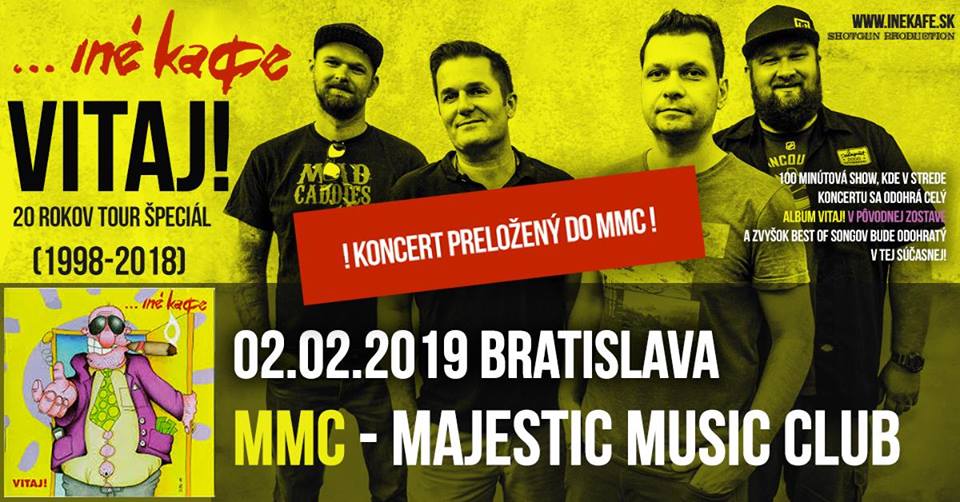 ... iné kafe
VITAJ!
20 ROKOV TOUR ŠPECIÁL
(1998-2018)
WWW.INEKAFE.SK
SHOTGUN PRODUCTION
MAD
CADDIES
100 MINÚTOVÁ SHOW, KDE V STREDE
KONCERTU SA ODOHRÁ CELÝ
ALBUM VITAJ! V PÔVODNEJ ZOSTAVE
A ZVYŠOK BEST OF SONGOV BUDE ODOHRATÝ
V TEJ SÚČASNEJ!
! KONCERT PRELOŽENÝ DO MMC !
... iné kafe
VITAJ!
02.02.2019 BRATISLAVA
MMC - MAJESTIC MUSIC CLUB